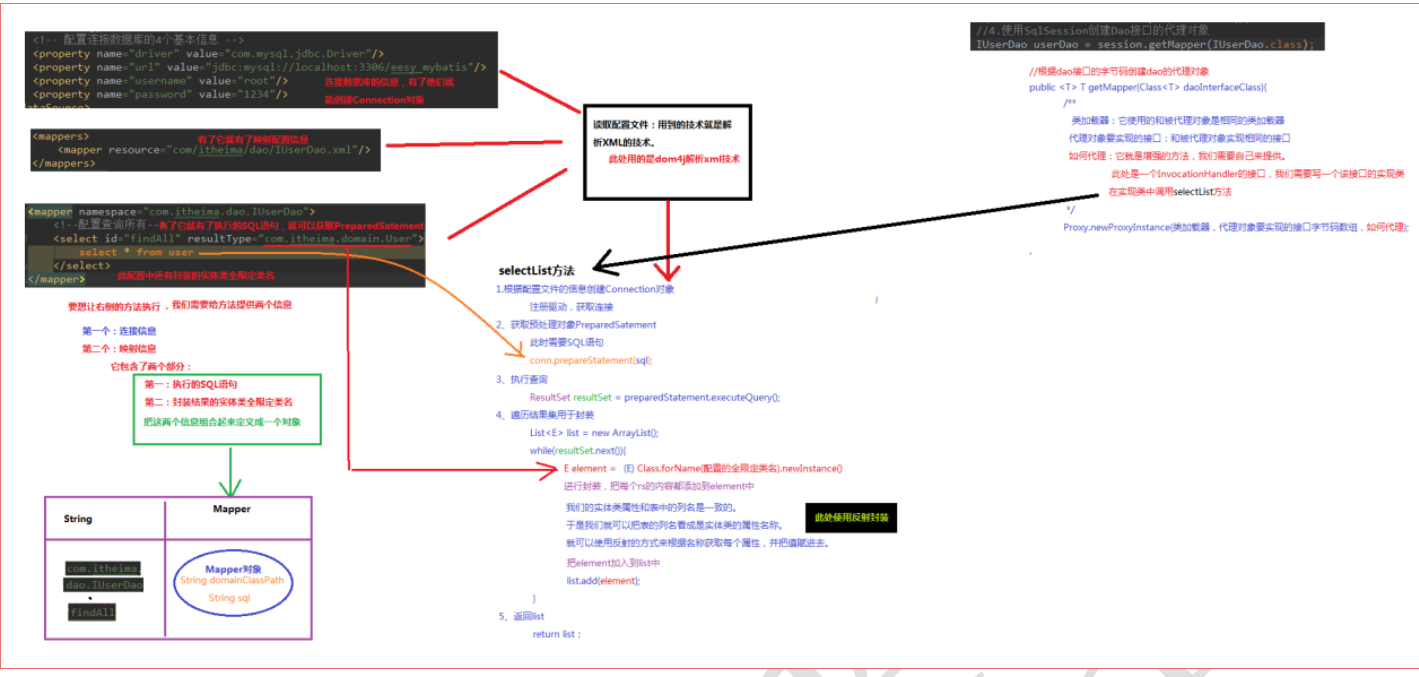 <!-- 配置连接数据库的4个基本信息 -->
<property name="driver" value="com.mysql.jdbc.Driver"/>
<property name="url" value="jdbc:mysql://localhost:3306/eesy_mybatis"/>
<property name="username" value="root"/>
连接数据库的信息，有了他们就
<property name="password" value="1234"/>
能创建Connection对象
<mappers>
有了它就有了映射配置信息
<mapper resource="com/itheima/dao/IUserDao.xml"/>
</mappers>
<mapper namespace="com.itheima.dao.IUserDao">
<!--配置查询所有--
有了它就有了执行的SQL语句，就可以获取PreparedSatement
<select id="findAll" resultType="com.itheima.domain.User">
select * from user
</select>
此配置中还有封装的实体类全限定类名
</mapper>
要想让右侧的方法执行，我们需要给方法提供两个信息
第一个：连接信息
第二个：映射信息
它包含了两个部分：
第一：执行的SQL语句
第二：封装结果的实体类全限定类名
把这两个信息组合起来定义成一个对象
String
Mapper
com.itheima.
dao.IUserDao
.
findAll
Mapper对象
String domainClassPath
String sql
读取配置文件：用到的技术就是解
析XML的技术。
此处用的是dom4j解析xml技术
selectList方法
1.根据配置文件的信息创建Connection对象
注册驱动，获取连接
2、获取预处理对象PreparedSatement
此时需要SQL语句
conn.prepareStatement(sql);
3、执行查询
ResultSet resultSet = preparedStatement.executeQuery();
4、遍历结果集用于封装
List<E> list = new ArrayList();
while(resultSet.next()){
E element = (E) Class.forName(配置的全限定类名).newInstance()
进行封装，把每个rs的内容都添加到element中
我们的实体类属性和表中的列名是一致的。
于是我们就可以把表的列名看成是实体类的属性名称。
就可以使用反射的方式来根据名称获取每个属性，并把值赋进去。
此处使用反射封装
把element加入到list中
list.add(element);
}
5、返回list
return list ;
//4.使用SqlSession创建Dao接口的代理对象
IUserDao userDao = session.getMapper(IUserDao.class);
//根据dao接口的字节码创建dao的代理对象
public <T> T getMapper(Class<T> daoInterfaceClass){
/**
类加载器：它使用的和被代理对象是相同的类加载器
代理对象要实现的接口：和被代理对象实现相同的接口
如何代理：它就是增强的方法，我们需要自己来提供。
此处是一个InvocationHandler的接口，我们需要写一个该接口的实现类
在实现类中调用selectList方法
*/
Proxy.newProxyInstance(类加载器，代理对象要实现的接口字节码数组，如何代理);
}